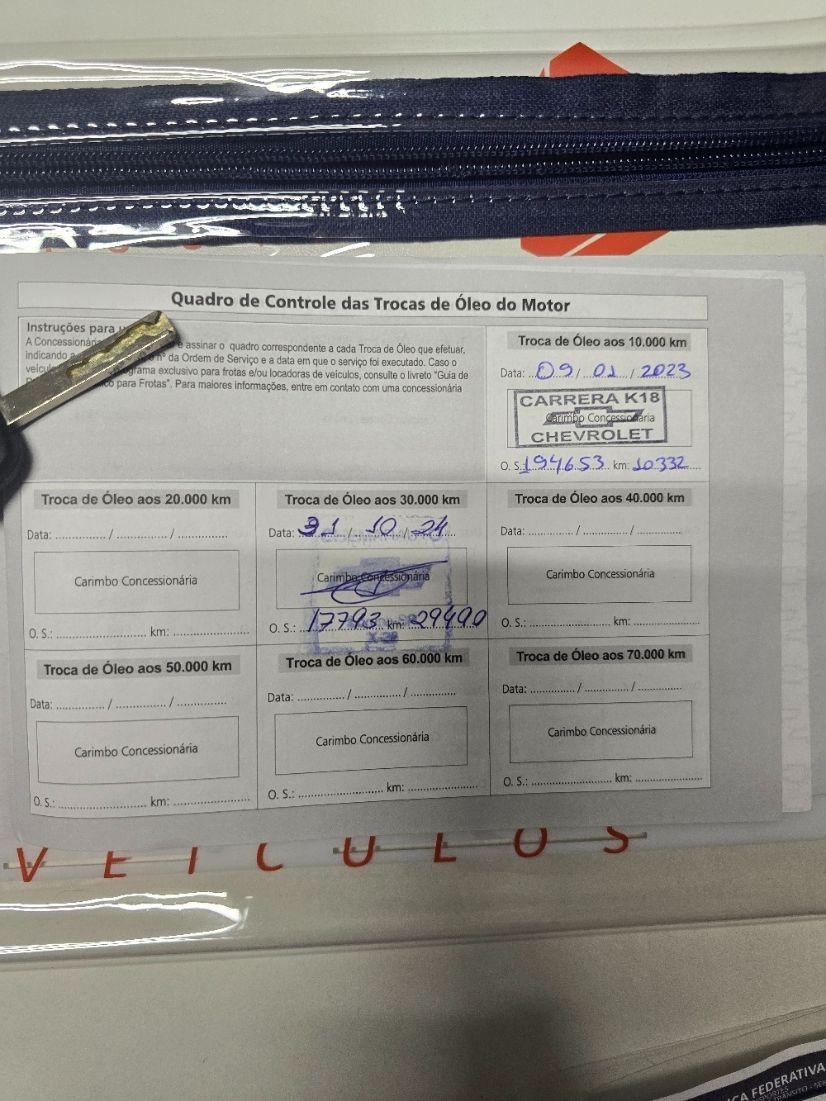 Quadro de Controle das Trocas de Óleo do Motor
Instruções para
A Concessionária e assinar o quadro correspondente a cada Troca de Óleo que efetuar,
indicando nº da Ordem de Serviço e a data em que o serviço foi executado. Caso o
programa exclusivo para frotas e/ou locadoras de veículos, consulte o livreto "Guia de
para Frotas". Para maiores informações, entre em contato com uma concessionária
Troca de Óleo aos 10.000 km
Data: 09/01/2023
CARRERA K18
Carimbo Concessionária
CHEVROLET
O. S.: 194653 km: 10332
Troca de Óleo aos 20.000 km
Data: / /
Carimbo Concessionária
O. S.: km:
Troca de Óleo aos 30.000 km
Data: 31/10/24
Carimbo Concessionária
O. S.: 17793 km: 29490
Troca de Óleo aos 40.000 km
Data: / /
Carimbo Concessionária
O. S.: km:
Troca de Óleo aos 50.000 km
Data: / /
Carimbo Concessionária
O. S.: km:
Troca de Óleo aos 60.000 km
Data: / /
Carimbo Concessionária
O. S.: km:
Troca de Óleo aos 70.000 km
Data: / /
Carimbo Concessionária
O. S.: km:
VEICULOS
FEDERATIVA